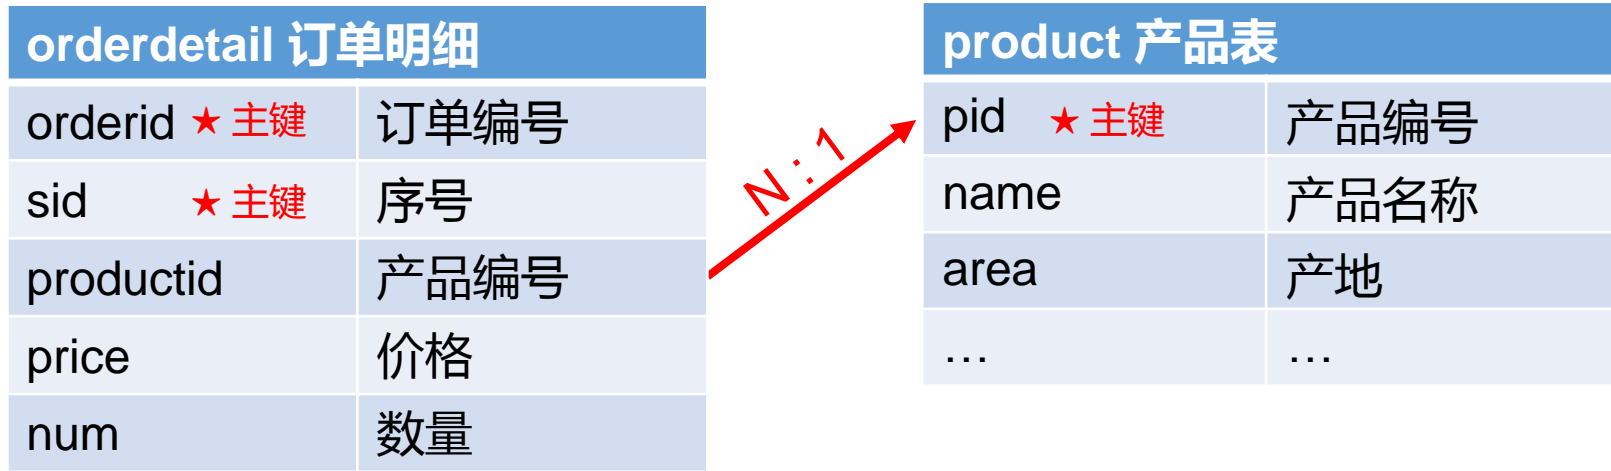 orderdetail 订单明细
orderid ★ 主键 订单编号
sid ★ 主键 序号
productid 产品编号
price 价格
num 数量
N : 1
product 产品表
pid ★ 主键 产品编号
name 产品名称
area 产地
… …